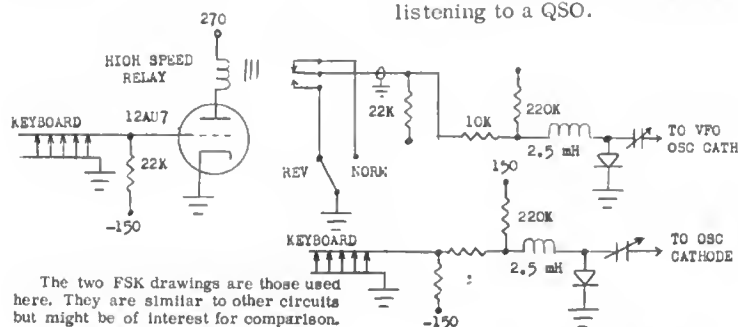 listening to a QSO.
270
HIGH SPEED
RELAY
12AU7
KEYBOARD
22K
-150
REV
NORM
22K
10K
220K
2.5 mH
TO VFO
OSC CATH
150
220K
KEYBOARD
2.5 mH
TO OSC
CATHODE
-150
The two FSK drawings are those used
here. They are similar to other circuits
but might be of interest for comparison.